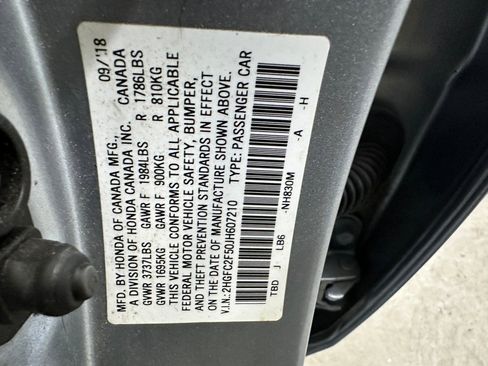 MFD. BY HONDA OF CANADA MFG. 09/'18
A DIVISION OF HONDA CANADA INC. CANADA
GVWR 3737LBS GAWR F 1984LBS R 1786LBS
GVWR 1695KG GAWR F 900KG R 810KG
THIS VEHICLE CONFORMS TO ALL APPLICABLE
FEDERAL MOTOR VEHICLE SAFETY, BUMPER,
AND THEFT PREVENTION STANDARDS IN EFFECT
ON THE DATE OF MANUFACTURE SHOWN ABOVE.
V.I.N.: 2HGFC2F50JH607210 TYPE: PASSENGER CAR
TBD J LB6 -NH830M -A -H